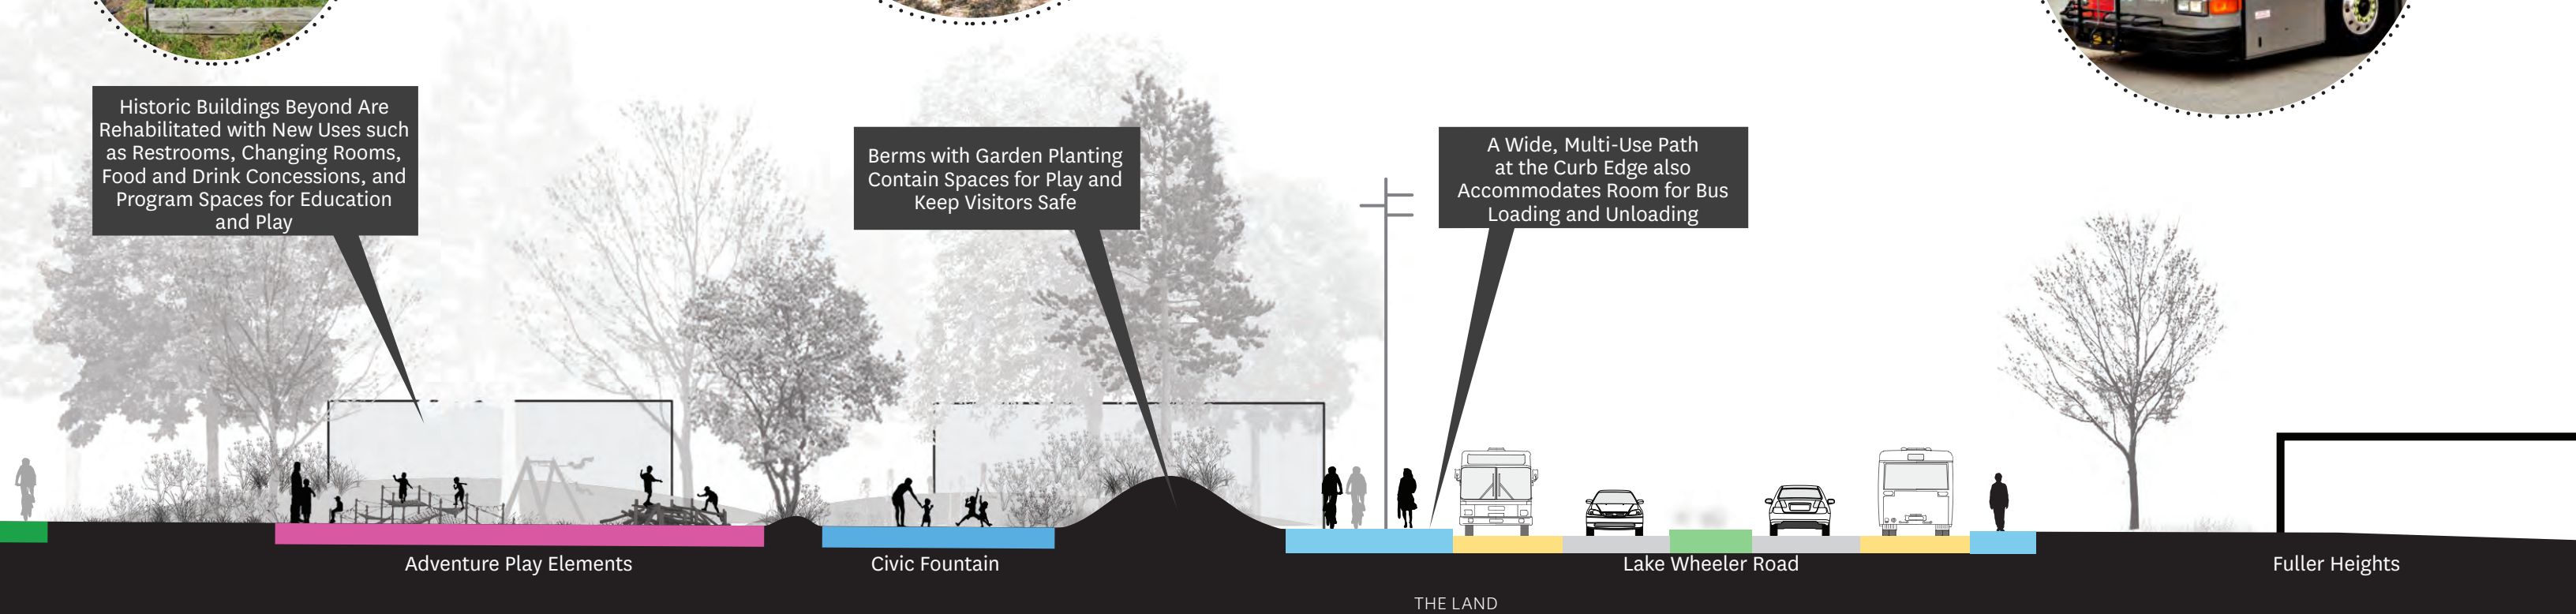 Historic Buildings Beyond Are
Rehabilitated with New Uses such
as Restrooms, Changing Rooms,
Food and Drink Concessions, and
Program Spaces for Education
and Play
Berms with Garden Planting
Contain Spaces for Play and
Keep Visitors Safe
A Wide, Multi-Use Path
at the Curb Edge also
Accommodates Room for Bus
Loading and Unloading
Adventure Play Elements
Civic Fountain
Lake Wheeler Road
Fuller Heights
THE LAND